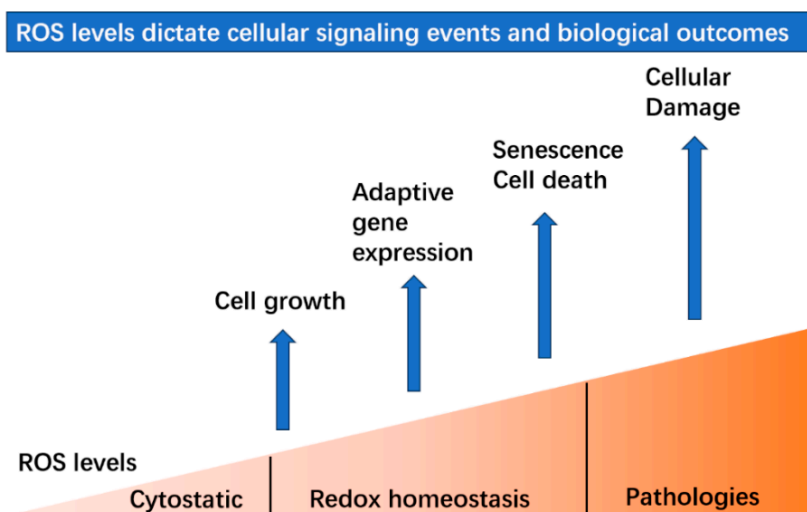 ROS levels dictate cellular signaling events and biological outcomes
Cellular
Damage
Senescence
Cell death
Adaptive
gene
expression
Cell growth
ROS levels
Cytostatic
Redox homeostasis
Pathologies